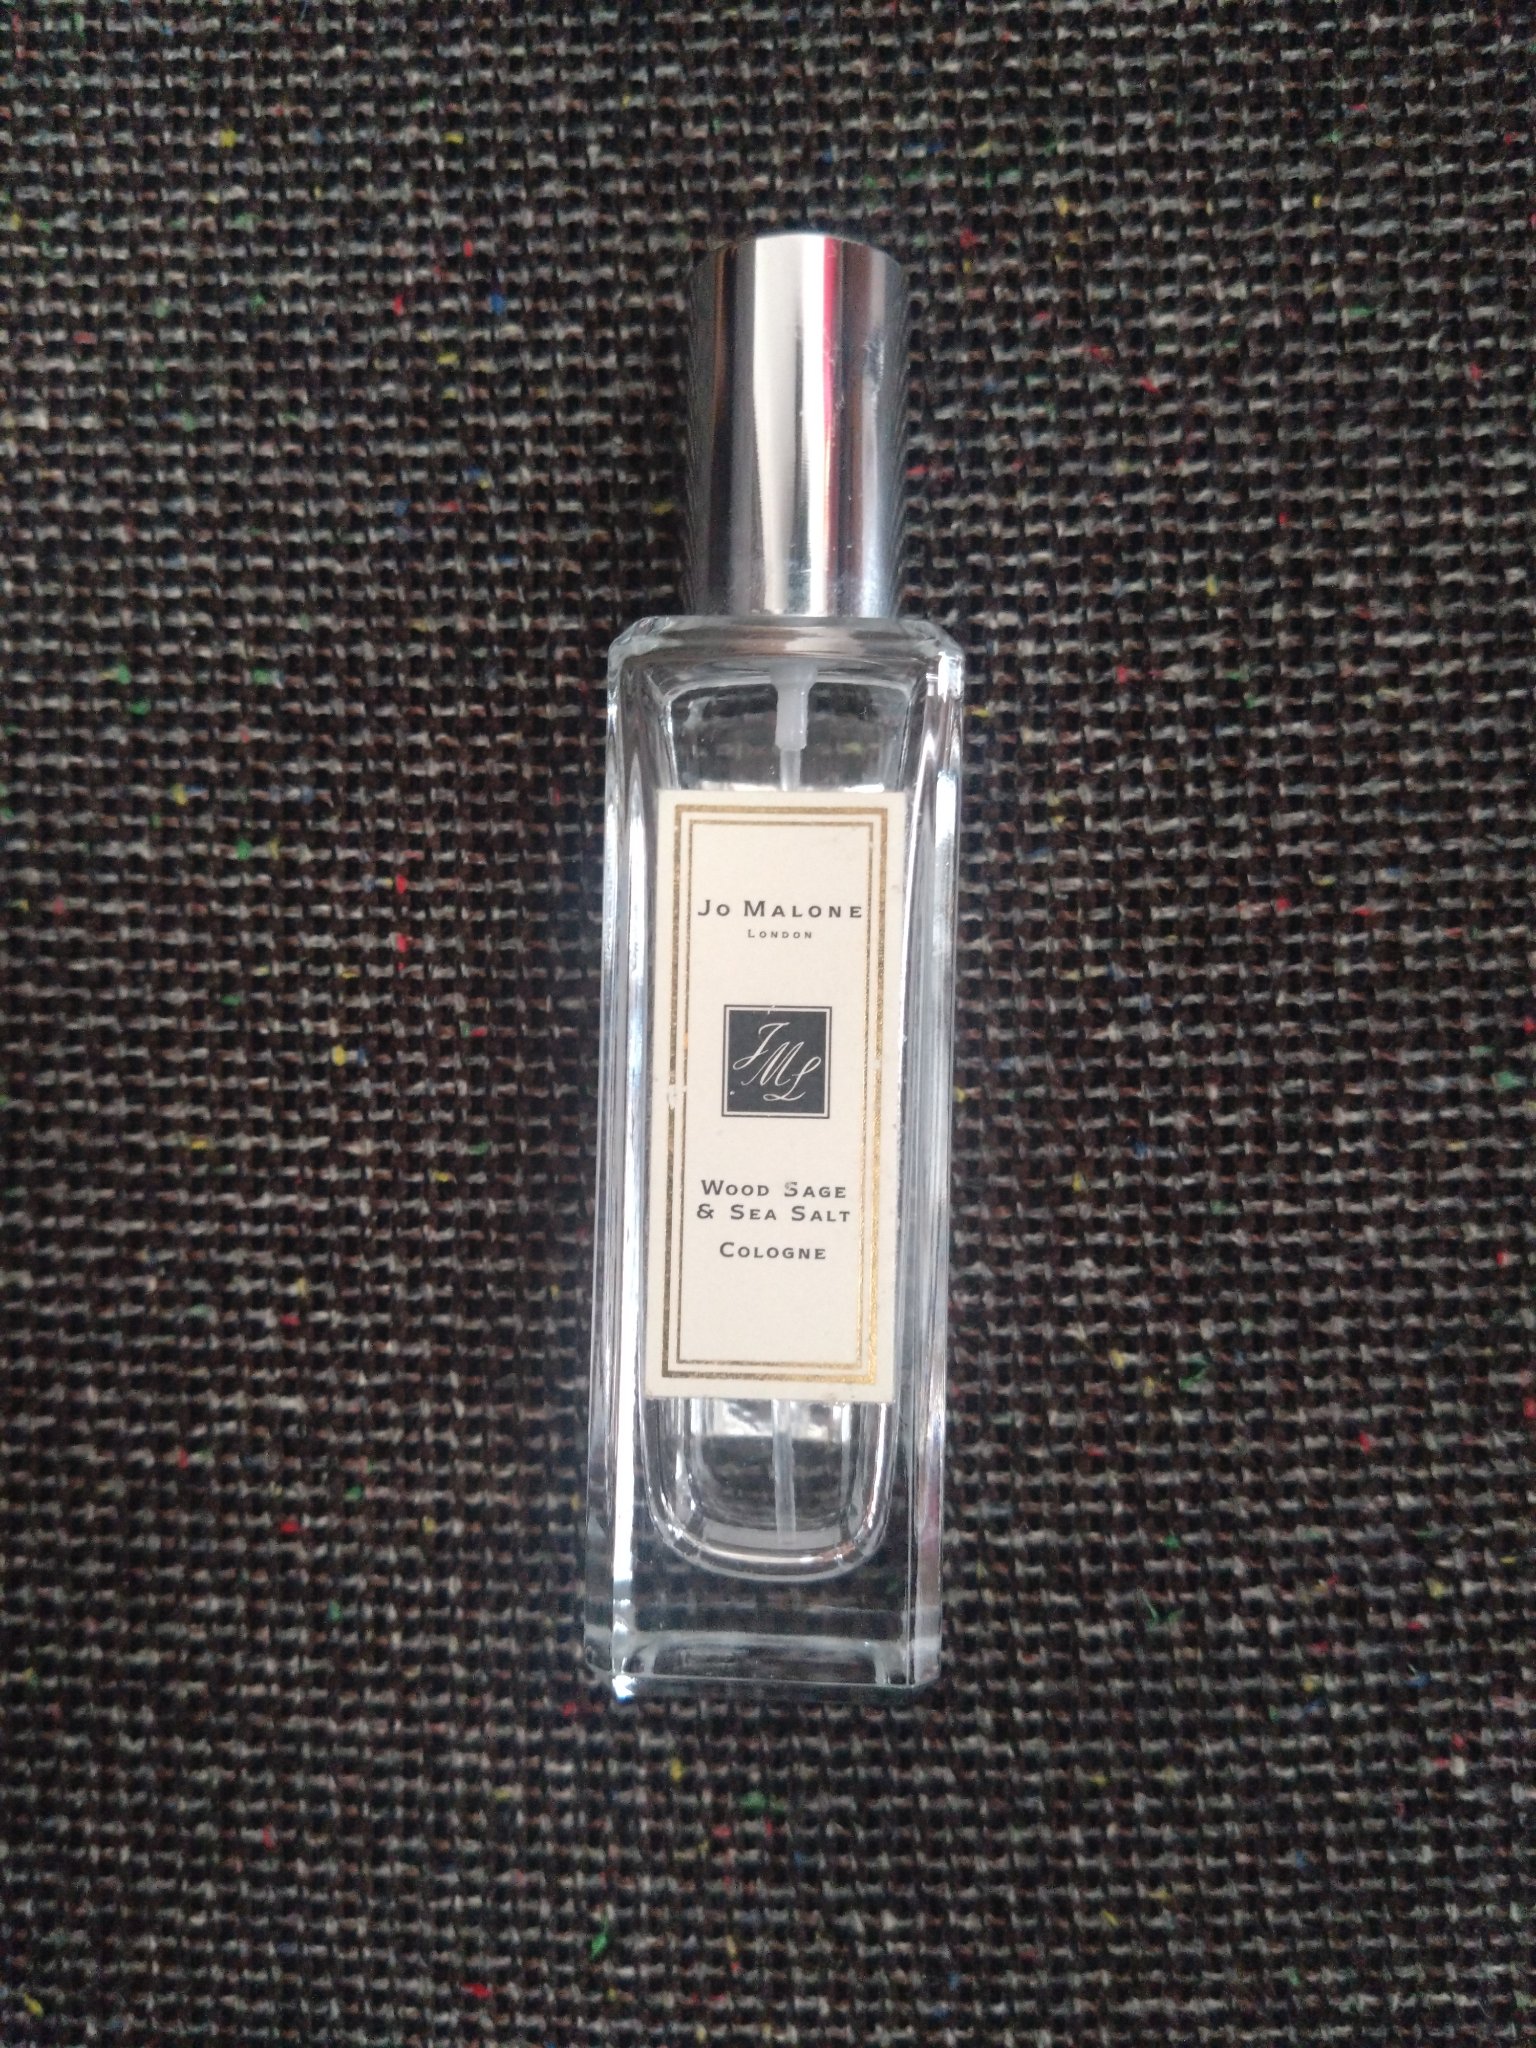 Jo Malone
London
JML
Wood Sage
& Sea Salt
Cologne